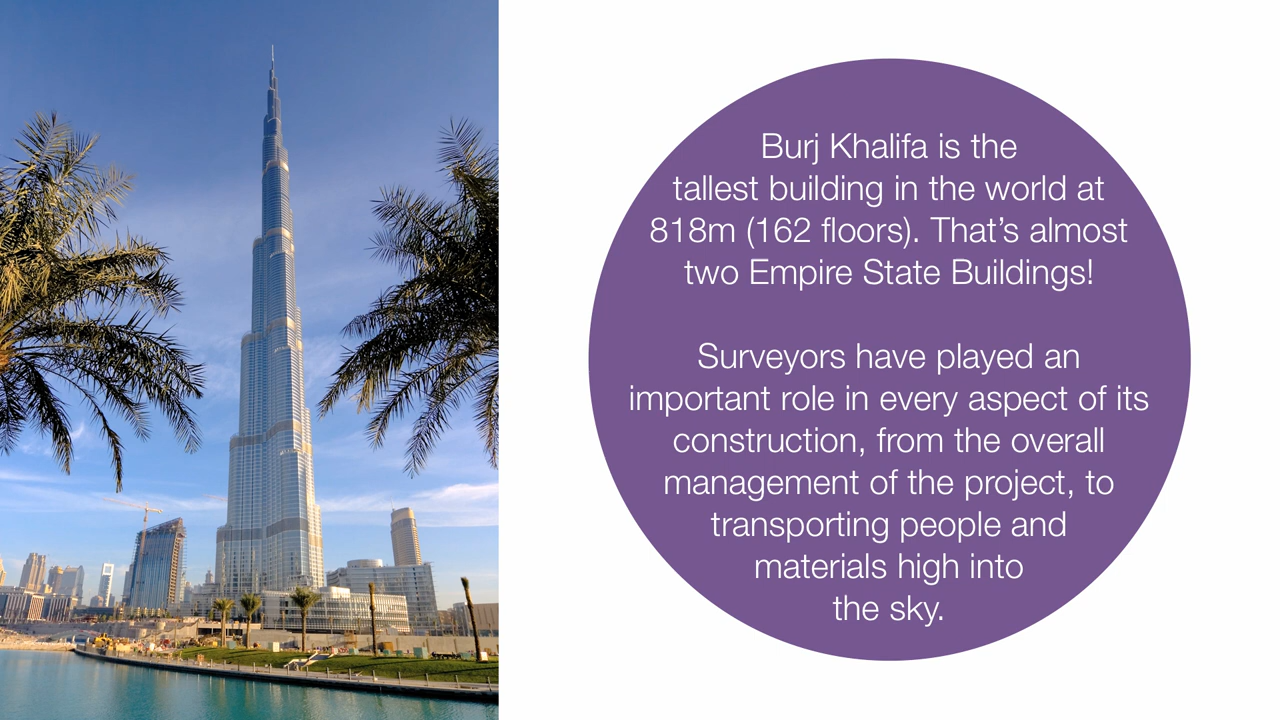 Burj Khalifa is the
tallest building in the world at
818m (162 floors). That’s almost
two Empire State Buildings!
Surveyors have played an
important role in every aspect of its
construction, from the overall
management of the project, to
transporting people and
materials high into
the sky.